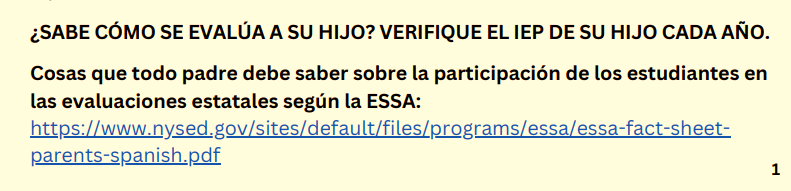 ¿SABE CÓMO SE EVALÚA A SU HIJO? VERIFIQUE EL IEP DE SU HIJO CADA AÑO.
Cosas que todo padre debe saber sobre la participación de los estudiantes en
las evaluaciones estatales según la ESSA:
https://www.nysed.gov/sites/default/files/programs/essa/essa-fact-sheet-
parents-spanish.pdf
1